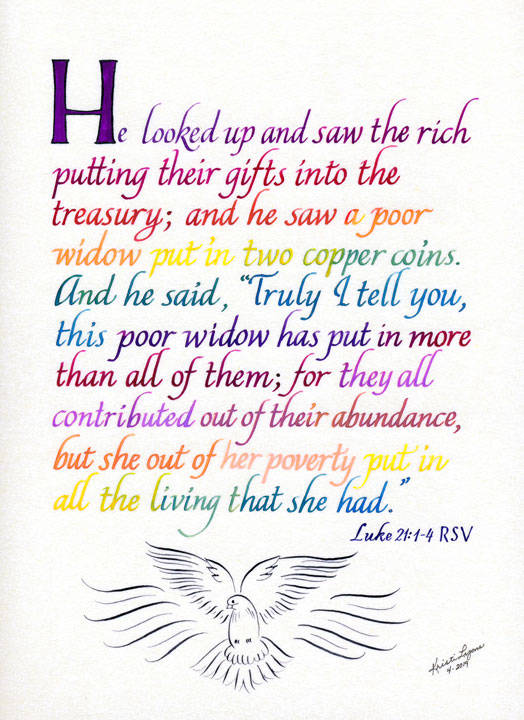 He looked up and saw the rich
putting their gifts into the
treasury; and he saw a poor
widow put in two copper coins.
And he said, “Truly I tell you,
this poor widow has put in more
than all of them; for they all
contributed out of their abundance,
but she out of her poverty put in
all the living that she had.”
Luke 21:1-4 RSV
Kristi